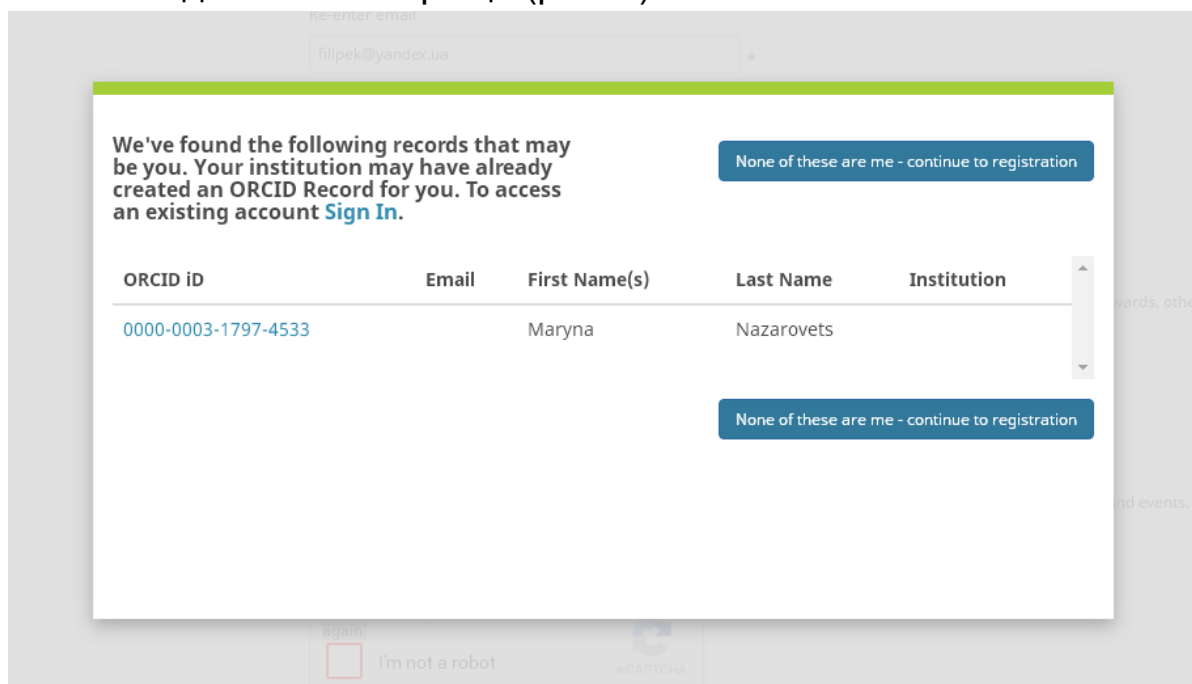 Re-enter email
filipek@yandex.ua *
We've found the following records that may
be you. Your institution may have already
created an ORCID Record for you. To access
an existing account Sign In.
None of these are me - continue to registration
ORCID iD Email First Name(s) Last Name Institution
wards, othe
0000-0003-1797-4533 Maryna Nazarovets
None of these are me - continue to registration
nd events.
again.
I'm not a robot
reCAPTCHA